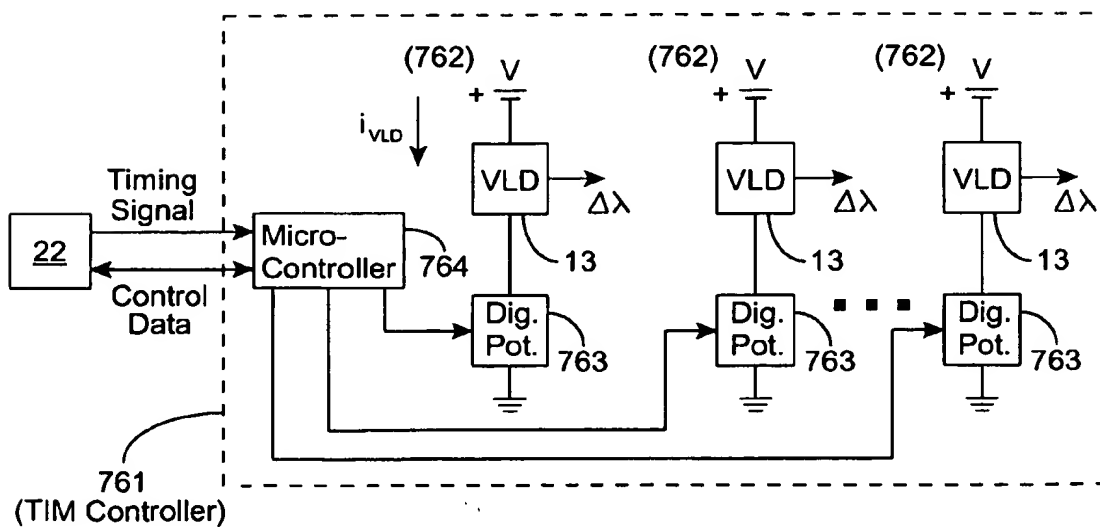 (762) V
+
(762) V
+
(762) V
+
iVLD
VLD
Δλ
VLD
Δλ
VLD
Δλ
Timing
Signal
22
Control
Data
Micro-
Controller
764
13
13
13
Dig.
Pot.
763
Dig.
Pot.
763
Dig.
Pot.
763
761
(TIM Controller)